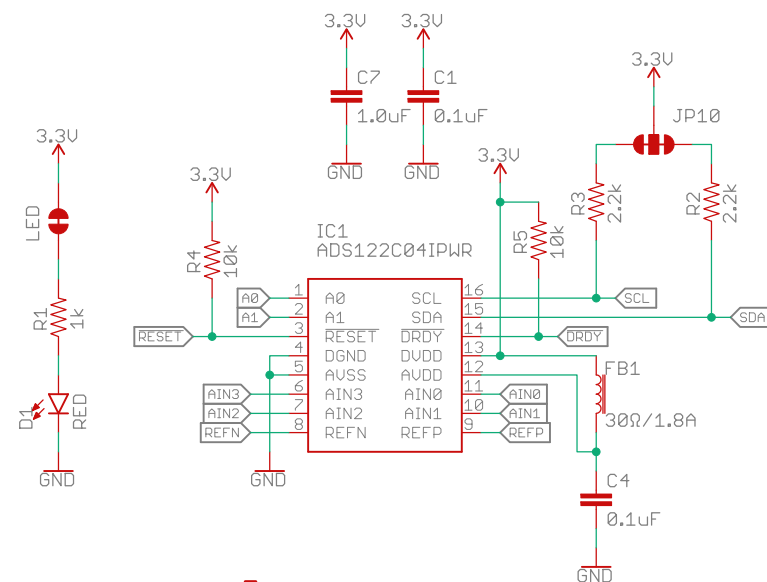 3.3V 3.3V
3.3V
C7 C1
JP10
1.0uF 0.1uF
3.3V
3.3V
GND GND
3.3V
R3 2.2k R2 2.2k
LED
IC1
ADS122C04IPWR
R4 10k
R5 10k
R1 1k
A0 1 A0 SCL 16 SCL
A1 2 A1 SDA 15 SDA
RESET 3 RESET DRDY 14 DRDY
4 DGND DVDD 13
5 AVSS AVDD 12
FB1
AIN3 6 AIN3 AIN0 11 AIN0
AIN2 7 AIN2 AIN1 10 AIN1
REFN 8 REFN REFP 9 REFP
30Ω/1.8A
D1 RED
GND
GND
C4
0.1uF
GND